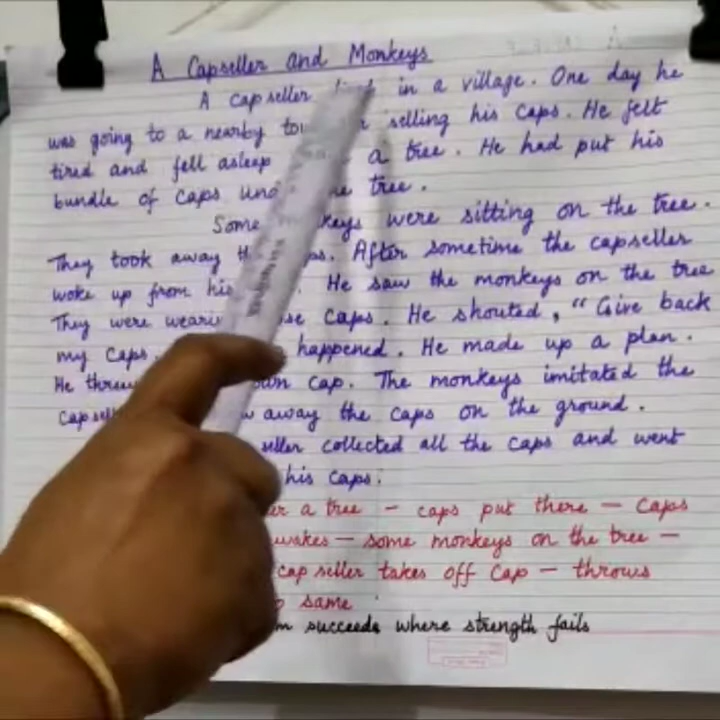 A Capseller and Monkeys
A capseller in a village. One day he
was going to a nearby selling his caps. He felt
tired and fell asleep a tree. He had put his
bundle of caps tree.
Some were sitting on the tree.
They took away After sometime the capseller
woke up from his He saw the monkeys on the tree
They were caps. He shouted, "Give back
my caps. happened. He made up a plan.
He cap. The monkeys imitated the
away the caps on the ground.
collected all the caps and went
his caps.
a tree - caps put there - caps
- some monkeys on the tree -
cap seller takes off cap - throws
same
succeeds where strength fails